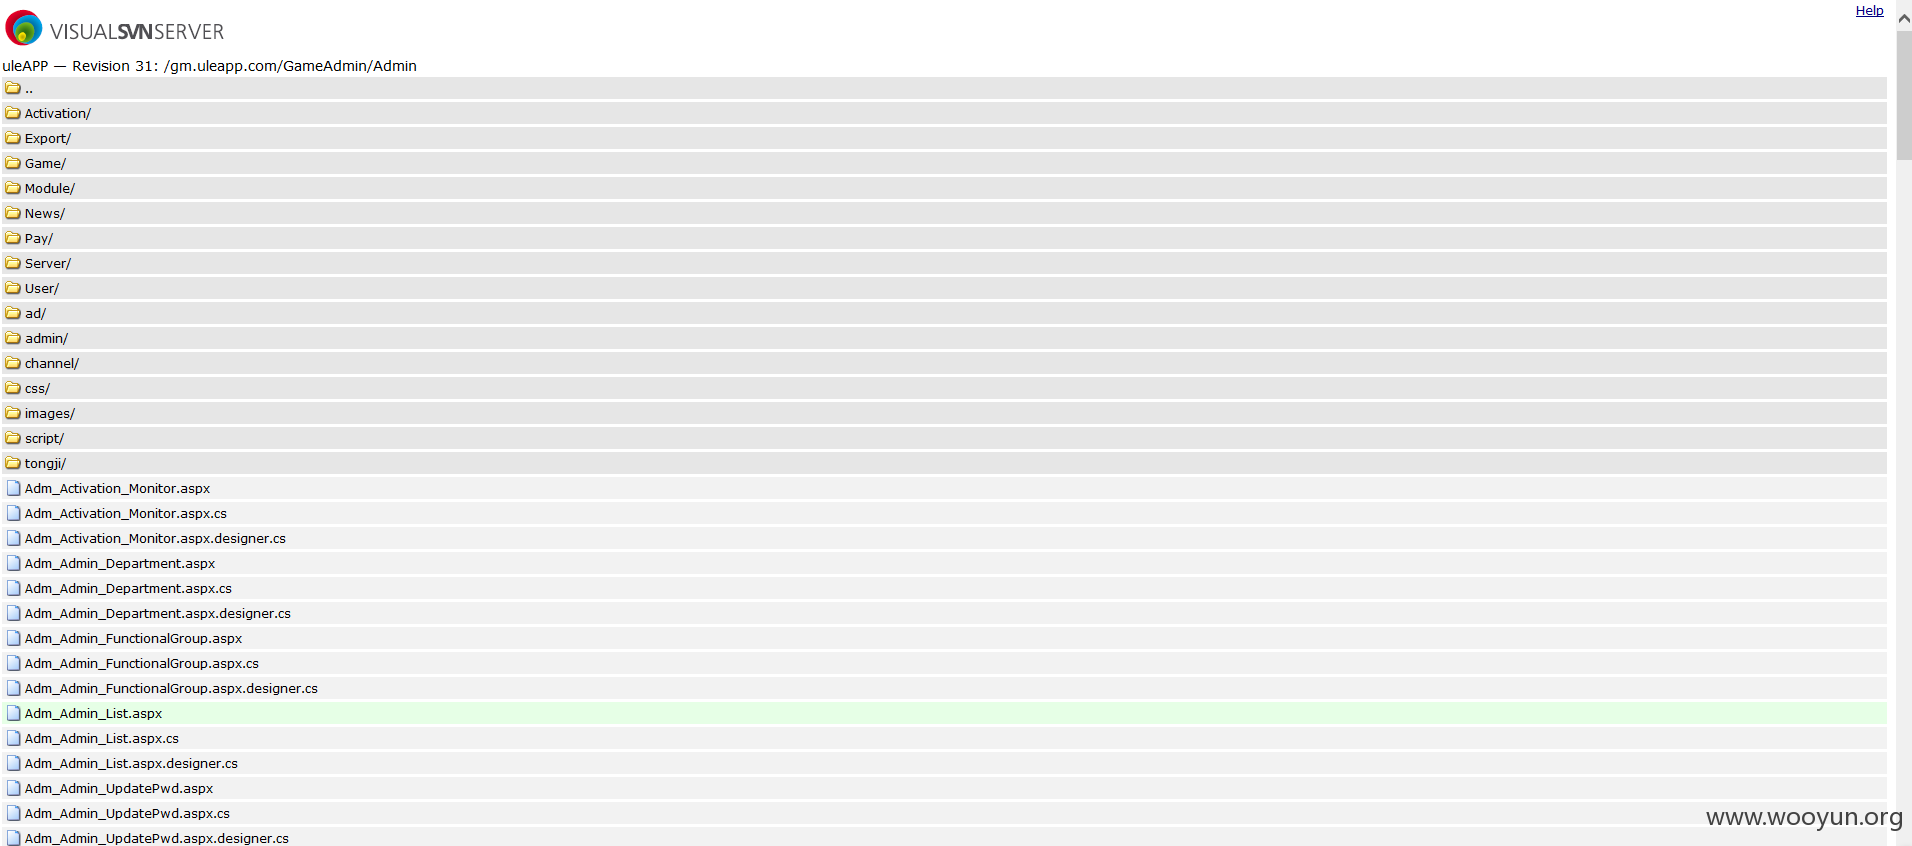 Help
VISUALSVNSERVER
uleAPP — Revision 31: /gm.uleapp.com/GameAdmin/Admin
..
Activation/
Export/
Game/
Module/
News/
Pay/
Server/
User/
ad/
admin/
channel/
css/
images/
script/
tongji/
Adm_Activation_Monitor.aspx
Adm_Activation_Monitor.aspx.cs
Adm_Activation_Monitor.aspx.designer.cs
Adm_Admin_Department.aspx
Adm_Admin_Department.aspx.cs
Adm_Admin_Department.aspx.designer.cs
Adm_Admin_FunctionalGroup.aspx
Adm_Admin_FunctionalGroup.aspx.cs
Adm_Admin_FunctionalGroup.aspx.designer.cs
Adm_Admin_List.aspx
Adm_Admin_List.aspx.cs
Adm_Admin_List.aspx.designer.cs
Adm_Admin_UpdatePwd.aspx
Adm_Admin_UpdatePwd.aspx.cs
Adm_Admin_UpdatePwd.aspx.designer.cs
www.wooyun.org